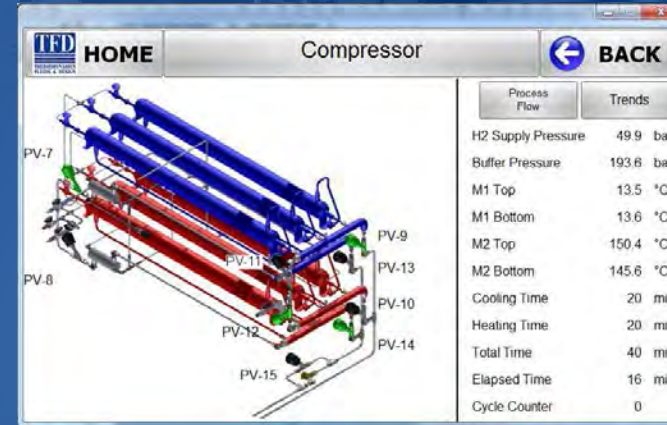 TFD HOME
Compressor
BACK
Process Flow
Trends
H2 Supply Pressure 49.9 ba
Buffer Pressure 193.6 ba
M1 Top 13.5 °C
M1 Bottom 13.6 °C
M2 Top 150.4 °C
M2 Bottom 145.6 °C
Cooling Time 20 mi
Heating Time 20 mi
Total Time 40 mi
Elapsed Time 16 mi
Cycle Counter 0
PV-7
PV-8
PV-9
PV-11
PV-13
PV-10
PV-12
PV-14
PV-15